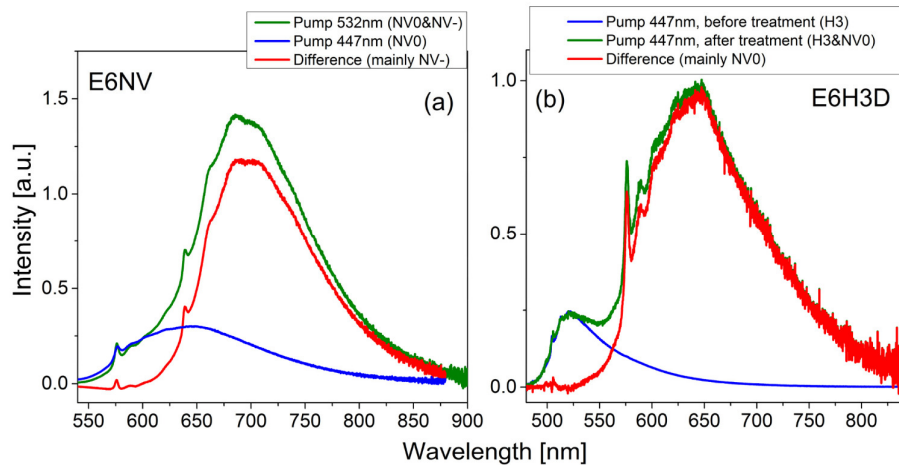 Pump 532nm (NV0&NV-)
Pump 447nm (NV0)
Difference (mainly NV-)
Pump 447nm, before treatment (H3)
Pump 447nm, after treatment (H3&NV0)
Difference (mainly NV0)
E6NV
(a)
(b)
E6H3D
Intensity [a.u.]
1.5
1.0
0.5
0.0
1.0
0.5
0.0
550 600 650 700 750 800 850 900
500 550 600 650 700 750 800
Wavelength [nm]